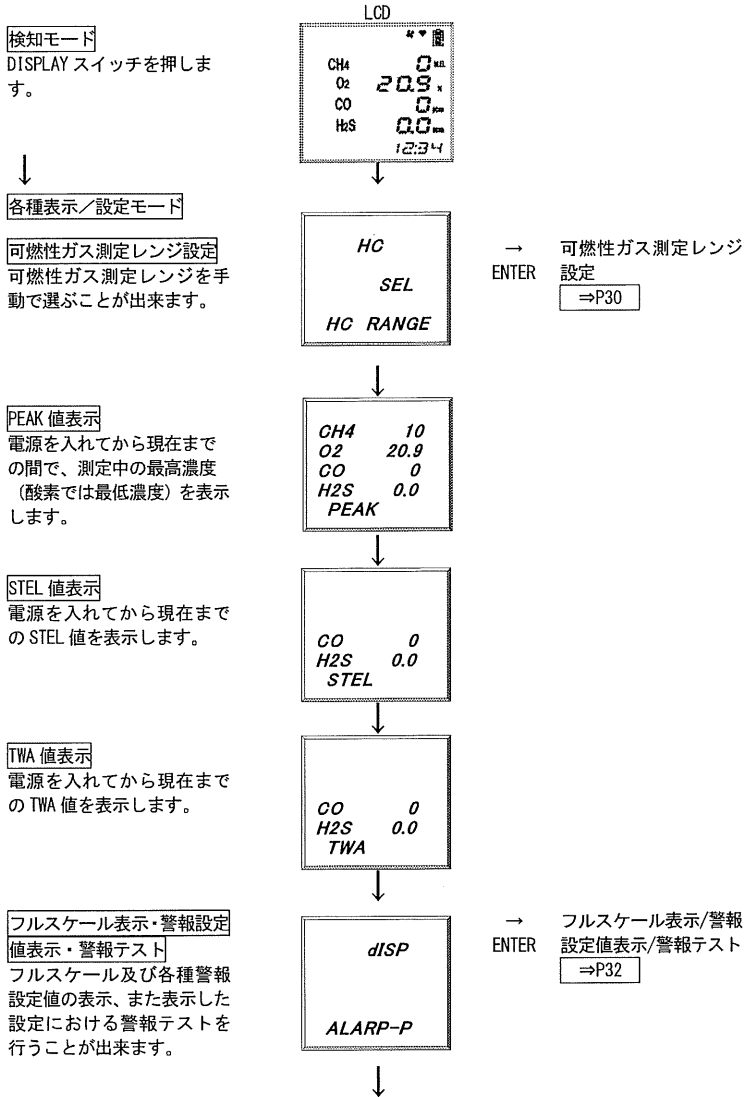 LCD
検知モード
DISPLAY スイッチを押しま
す。
CH4 0 %LEL
O2 20.9 %
CO 0 ppm
H2S 0.0 ppm
12:34
↓
↓
各種表示／設定モード
可燃性ガス測定レンジ設定
可燃性ガス測定レンジを手
動で選ぶことが出来ます。
HC
SEL
HC RANGE
→ 可燃性ガス測定レンジ
ENTER 設定
⇒P30
↓
PEAK 値表示
電源を入れてから現在まで
の間で、測定中の最高濃度
（酸素では最低濃度）を表示
します。
CH4 10
O2 20.9
CO 0
H2S 0.0
PEAK
↓
STEL 値表示
電源を入れてから現在まで
の STEL 値を表示します。
CO 0
H2S 0.0
STEL
↓
TWA 値表示
電源を入れてから現在まで
の TWA 値を表示します。
CO 0
H2S 0.0
TWA
↓
フルスケール表示・警報設定
値表示・警報テスト
フルスケール及び各種警報
設定値の表示、また表示した
設定における警報テストを
行うことが出来ます。
dISP
ALARP-P
→ フルスケール表示/警報
ENTER 設定値表示/警報テスト
⇒P32
↓